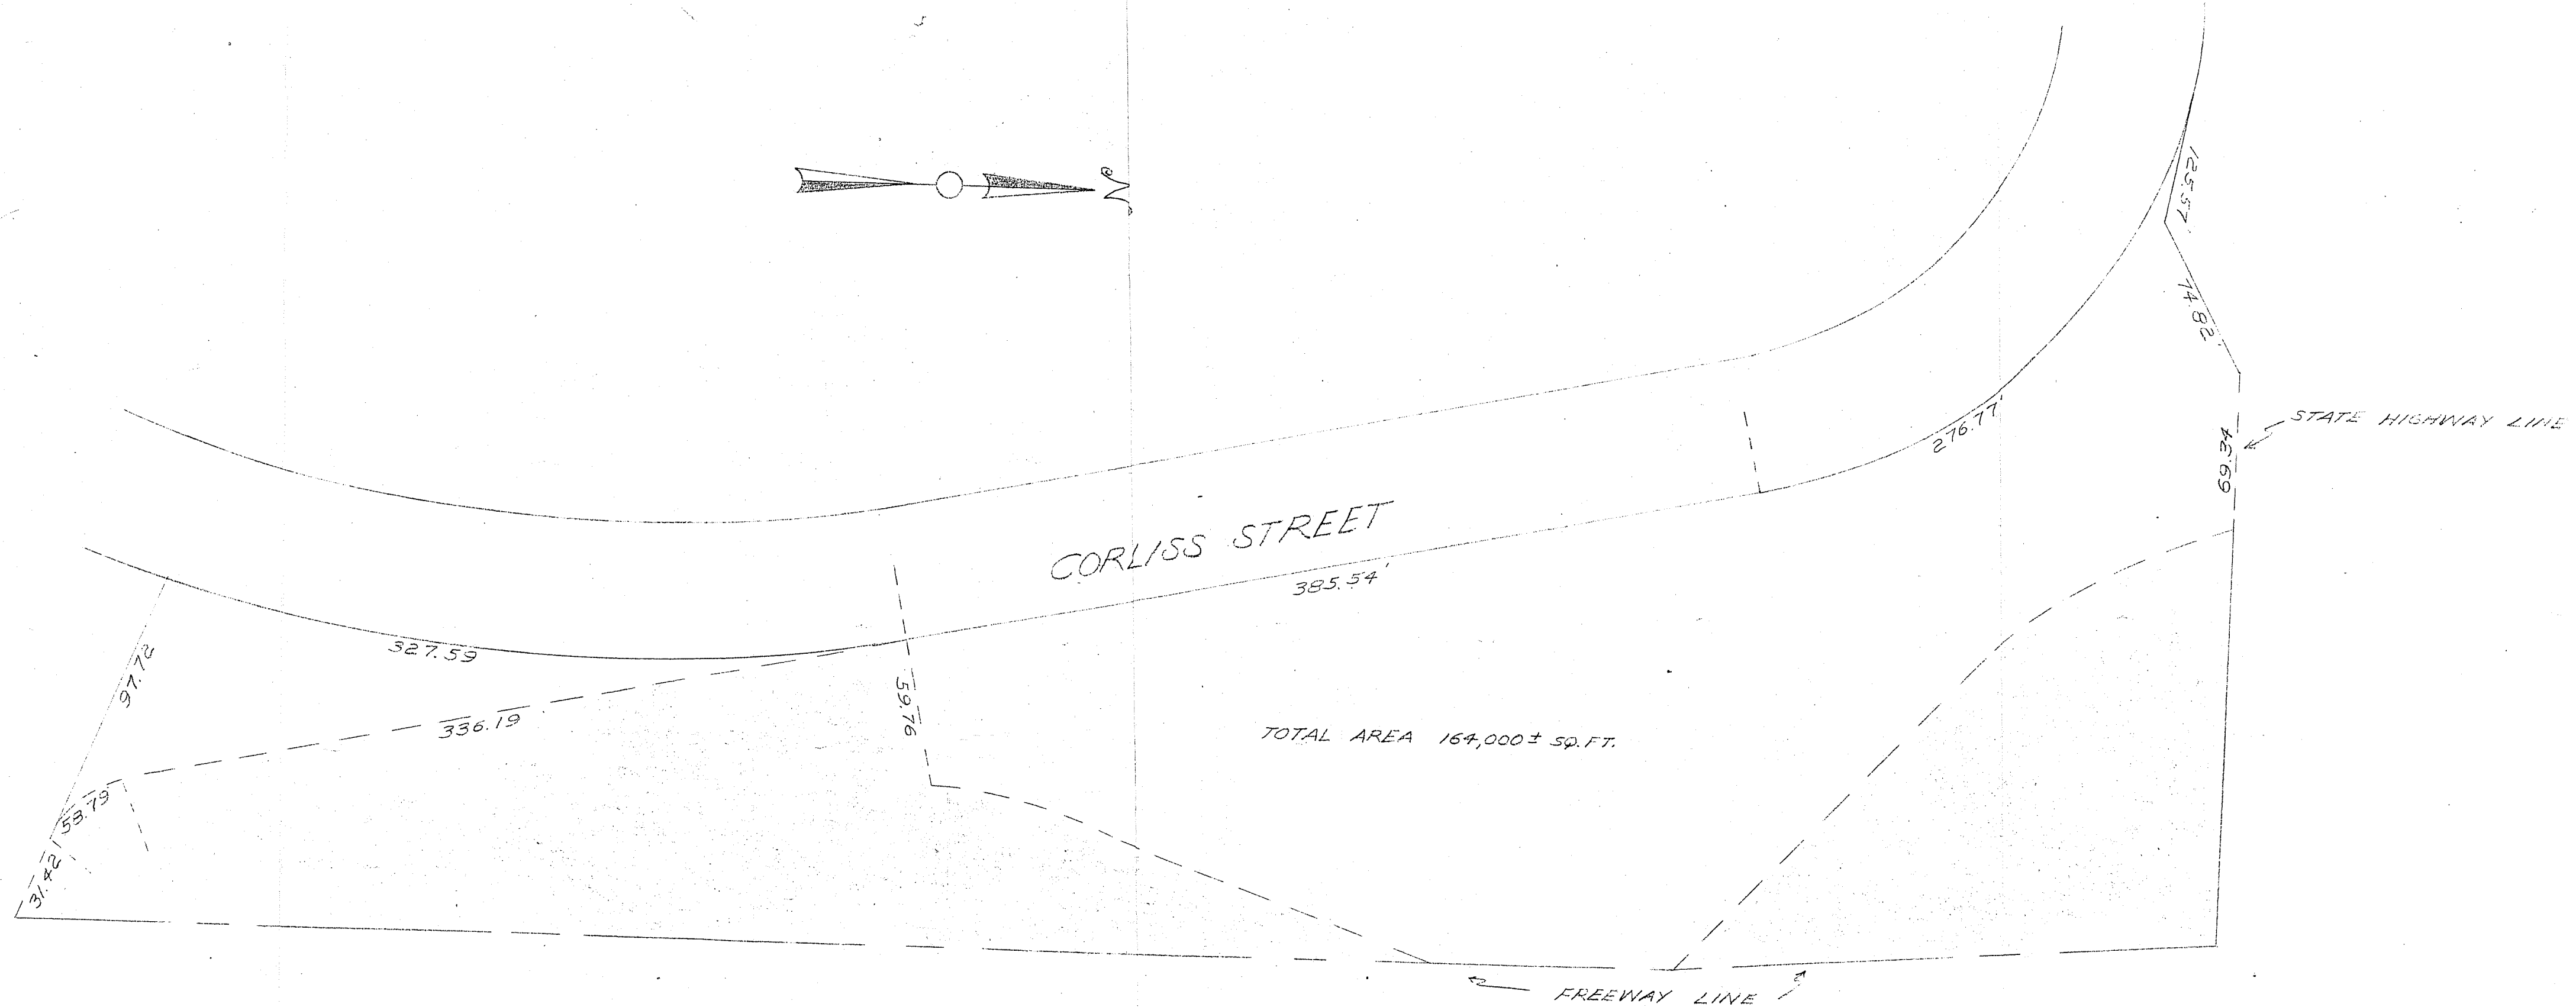 N
125.57'
74.82'
STATE HIGHWAY LINE
69.34
276.77'
CORLISS STREET
385.54'
327.59
97.72
59.76
336.19
TOTAL AREA 164,000± SQ. FT.
58.79
31.42
FREEWAY LINE